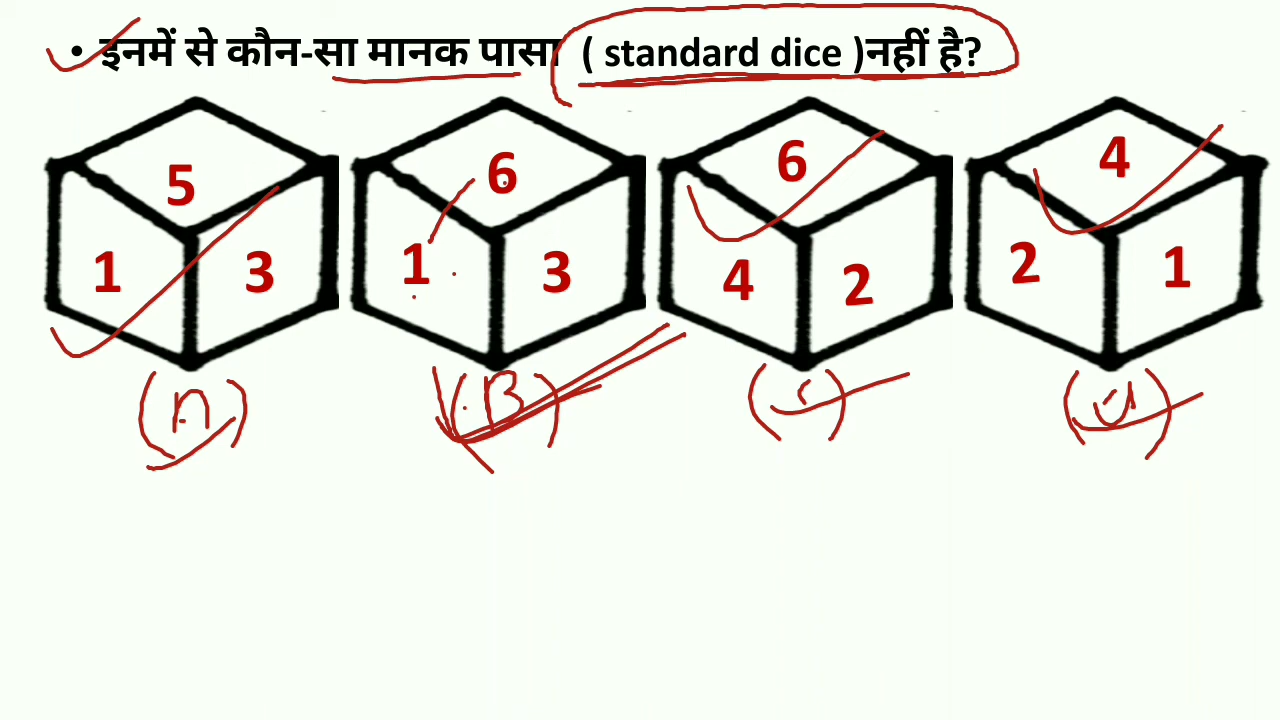 • इनमें से कौन-सा मानक पासा ( standard dice )नहीं है?
5 6 6 4
1 3 1 3 4 2 2 1
(B)